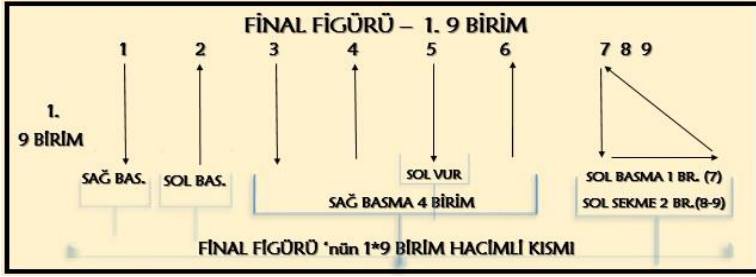 FİNAL FİGÜRÜ – 1. 9 BİRİM
1 2 3 4 5 6 7 8 9
1.
9 BİRİM
SAĞ BAS. SOL BAS. SOL VUR SOL BASMA 1 BR. (7)
SAĞ BASMA 4 BİRİM SOL SEKME 2 BR.(8-9)
FİNAL FİGÜRÜ 'nün 1*9 BİRİM HACİMLİ KISMI